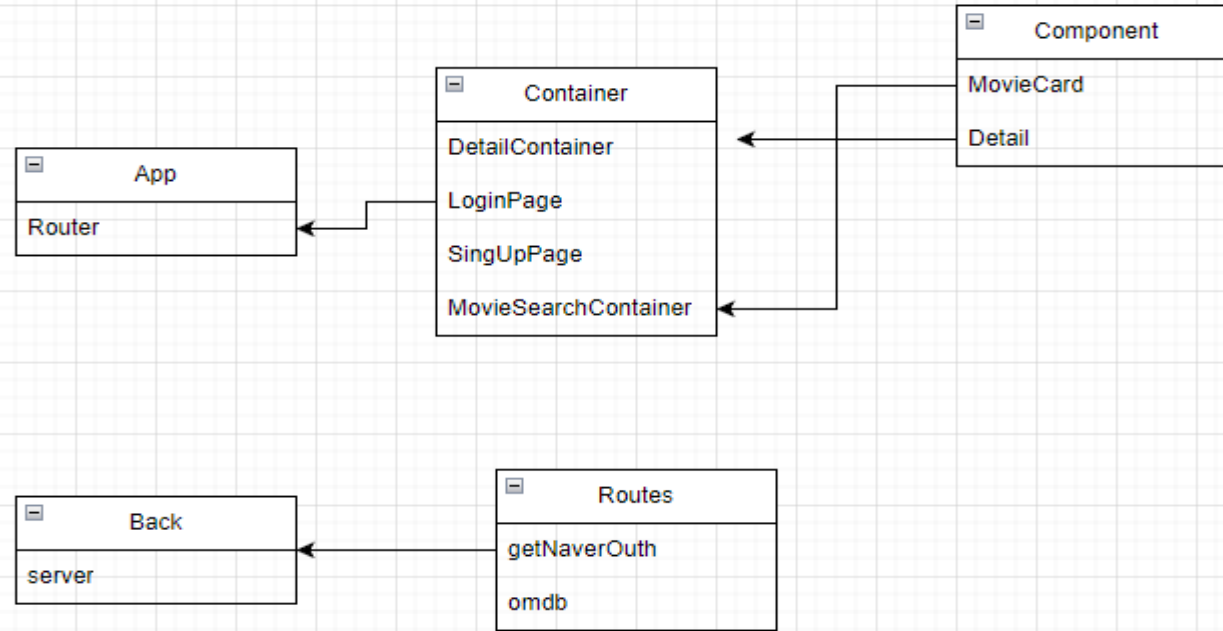 Component
MovieCard
Detail
Container
DetailContainer
LoginPage
SingUpPage
MovieSearchContainer
App
Router
Routes
getNaverOuth
omdb
Back
server